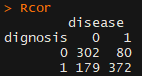 > Rcor
disease
dignosis 0 1
0 302 80
1 179 372